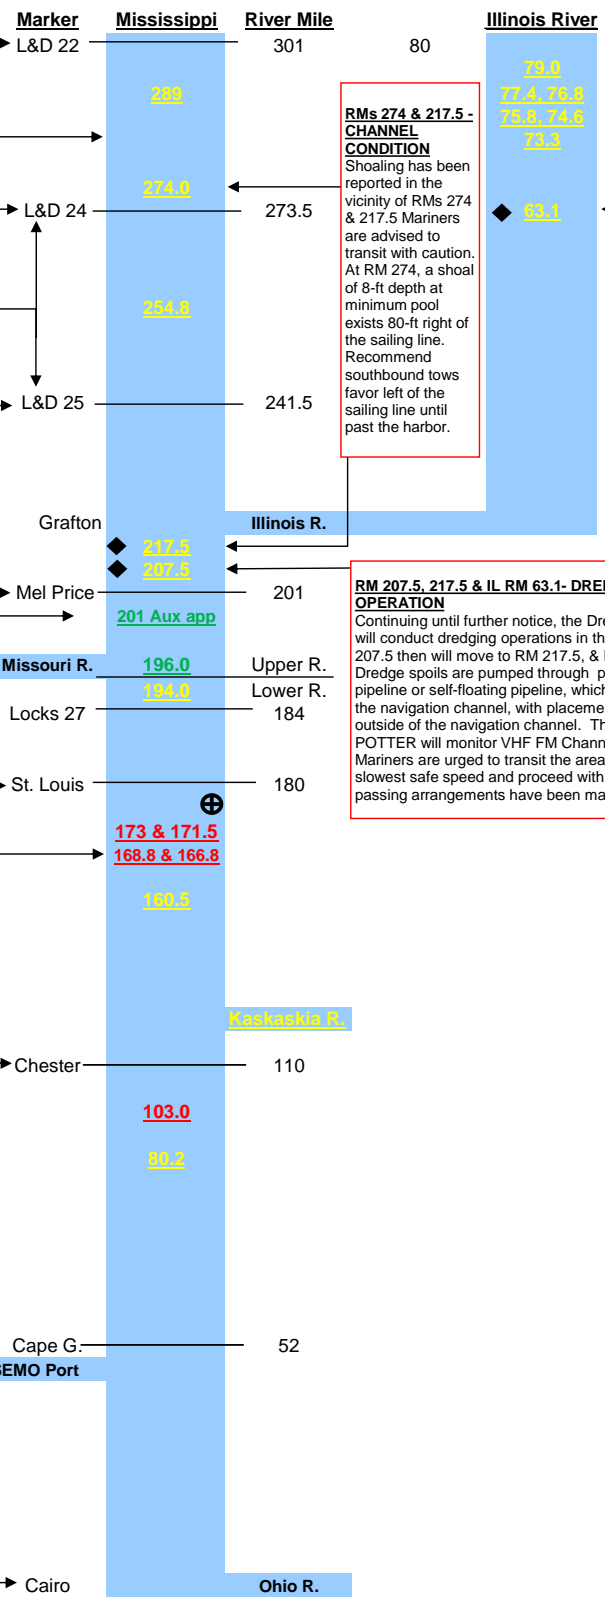 Marker Mississippi River Mile Illinois River
L&D 22 301 80
79.0
289
77.4, 76.8
75.8, 74.6
73.3
RMs 274 & 217.5 -
CHANNEL
CONDITION
Shoaling has been
reported in the
vicinity of RMs 274
& 217.5 Mariners
are advised to
transit with caution.
At RM 274, a shoal
of 8-ft depth at
minimum pool
exists 80-ft right of
the sailing line.
Recommend
southbound tows
favor left of the
sailing line until
past the harbor.
274.0
L&D 24 273.5 63.1
254.8
L&D 25 241.5
Grafton Illinois R.
217.5
207.5
Mel Price 201
201 Aux app
RM 207.5, 217.5 & IL RM 63.1-
OPERATION
Continuing until further notice, the
will conduct dredging operations in
207.5 then will move to RM 217.5, &
Dredge spoils are pumped through
pipeline or self-floating pipeline,
the navigation channel, with
outside of the navigation channel.
POTTER will monitor VHF FM
Mariners are urged to transit the area
slowest safe speed and proceed with
passing arrangements have been
Missouri R. 196.0 Upper R.
194.0 Lower R.
Locks 27 184
St. Louis 180
173 & 171.5
168.8 & 166.8
160.5
Kaskaskia R.
Chester 110
103.0
80.2
Cape G. 52
Port
Cairo Ohio R.